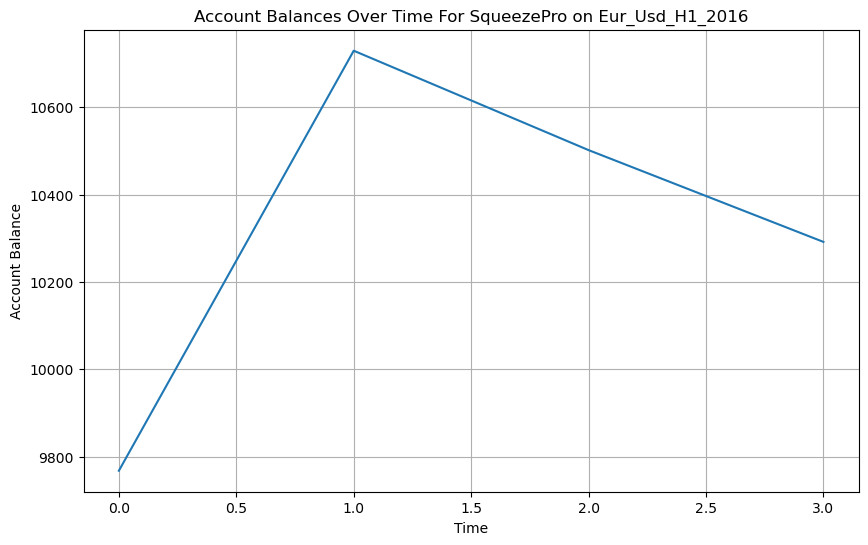 Account Balances Over Time For SqueezePro on Eur_Usd_H1_2016
10600
10400
10200
10000
9800
Account Balance
0.0 0.5 1.0 1.5 2.0 2.5 3.0
Time